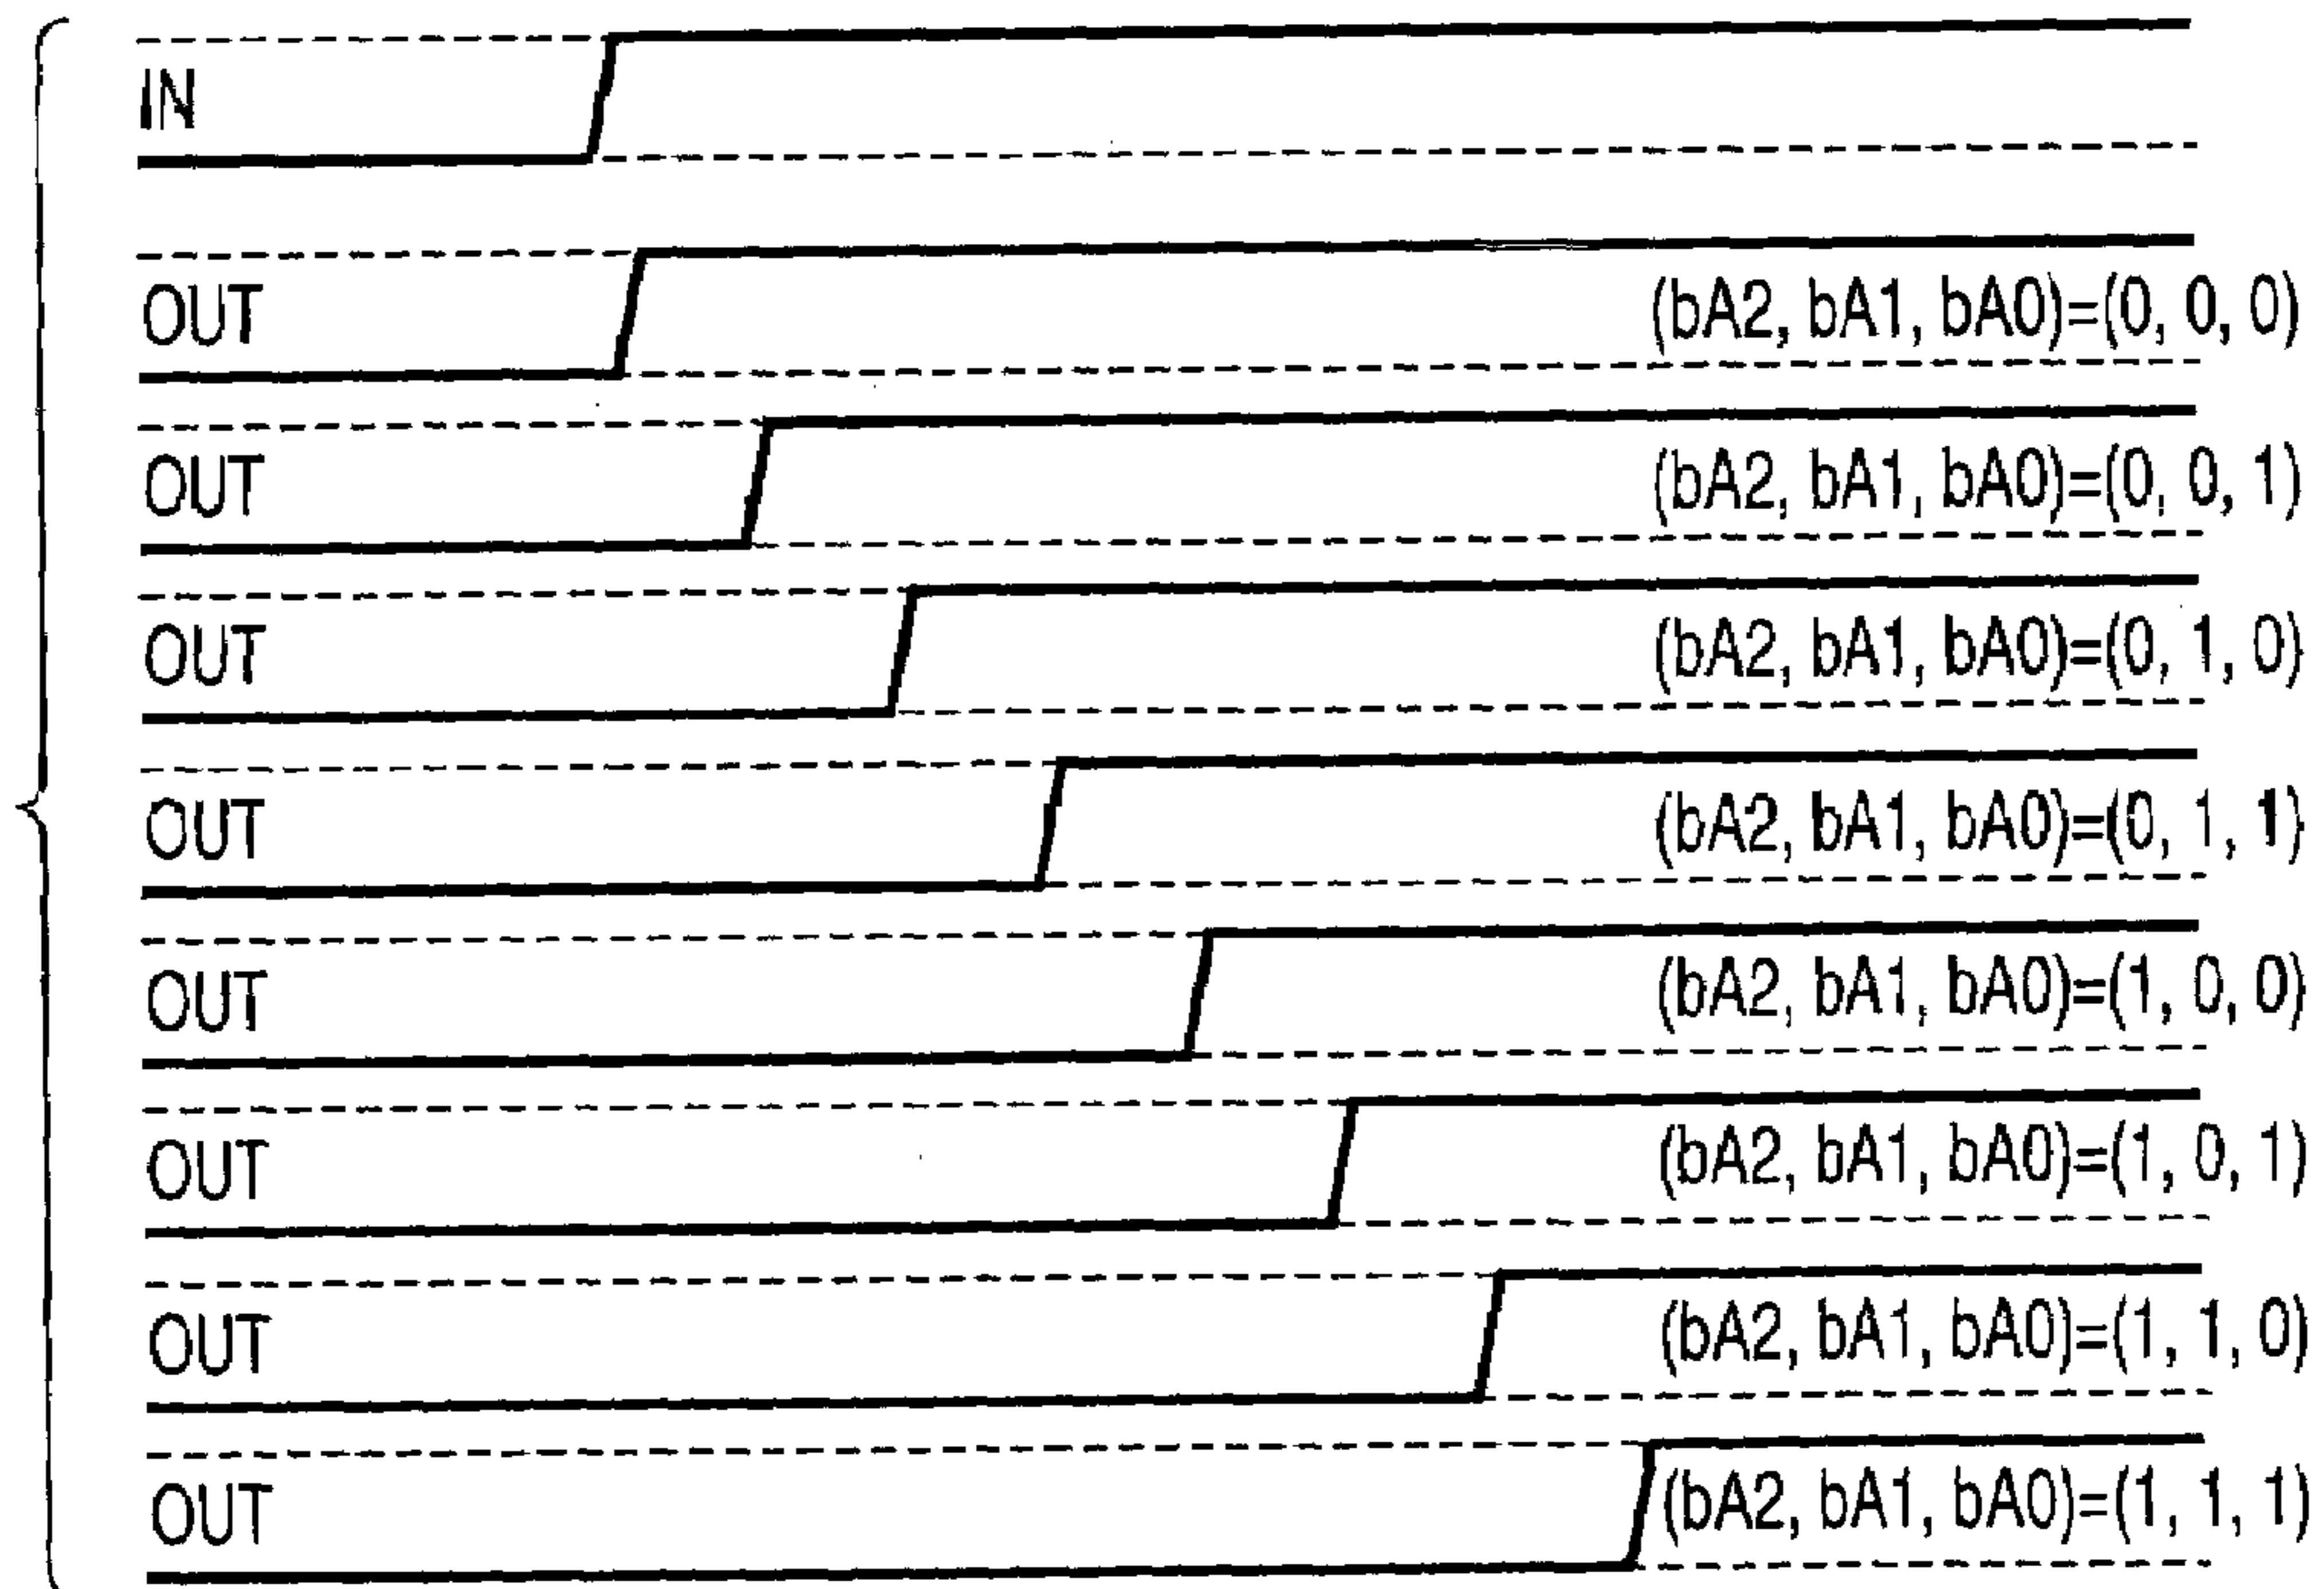 IN
OUT (bA2, bA1, bA0)=(0, 0, 0)
OUT (bA2, bA1, bA0)=(0, 0, 1)
OUT (bA2, bA1, bA0)=(0, 1, 0)
OUT (bA2, bA1, bA0)=(0, 1, 1)
OUT (bA2, bA1, bA0)=(1, 0, 0)
OUT (bA2, bA1, bA0)=(1, 0, 1)
OUT (bA2, bA1, bA0)=(1, 1, 0)
OUT (bA2, bA1, bA0)=(1, 1, 1)